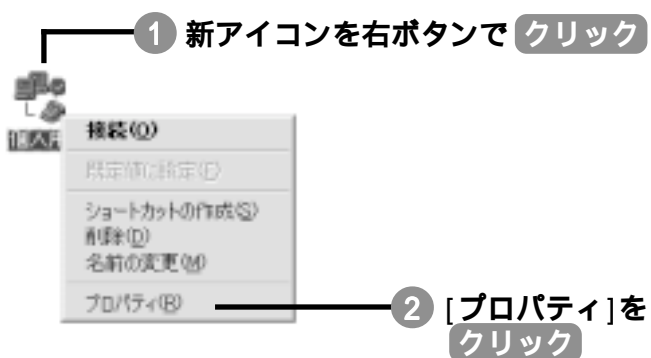 1 新アイコンを右ボタンで クリック
個人用
接続(O)
既定値に設定(F)
ショートカットの作成(S)
削除(D)
名前の変更(M)
プロパティ(R)
2 [プロパティ]を
クリック